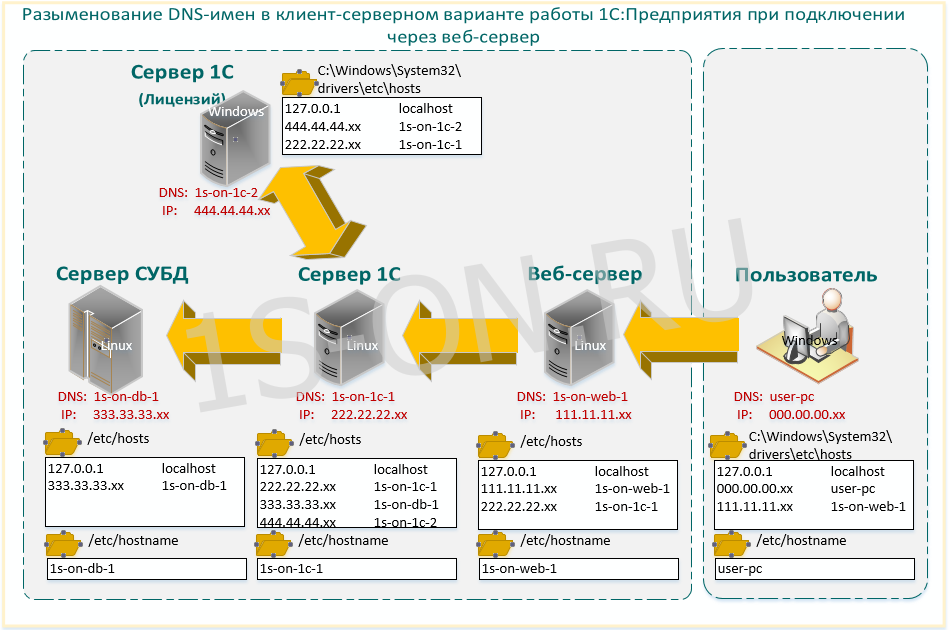 Разыменование DNS-имен в клиент-серверном варианте работы 1С:Предприятия при подключении
через веб-сервер
Сервер 1С
(Лицензий)
Windows
C:\Windows\System32\
drivers\etc\hosts
127.0.0.1 localhost
444.44.44.xx 1s-on-1c-2
222.22.22.xx 1s-on-1c-1
DNS: 1s-on-1c-2
IP: 444.44.44.xx
Сервер СУБД
Linux
DNS: 1s-on-db-1
IP: 333.33.33.xx
/etc/hosts
127.0.0.1 localhost
333.33.33.xx 1s-on-db-1
/etc/hostname
1s-on-db-1
Сервер 1С
Linux
DNS: 1s-on-1c-1
IP: 222.22.22.xx
/etc/hosts
127.0.0.1 localhost
222.22.22.xx 1s-on-1c-1
333.33.33.xx 1s-on-db-1
444.44.44.xx 1s-on-1c-2
/etc/hostname
1s-on-1c-1
Веб-сервер
Linux
DNS: 1s-on-web-1
IP: 111.11.11.xx
/etc/hosts
127.0.0.1 localhost
111.11.11.xx 1s-on-web-1
222.22.22.xx 1s-on-1c-1
/etc/hostname
1s-on-web-1
Пользователь
Windows
DNS: user-pc
IP: 000.00.00.xx
C:\Windows\System32\
drivers\etc\hosts
127.0.0.1 localhost
000.00.00.xx user-pc
111.11.11.xx 1s-on-web-1
/etc/hostname
user-pc
1S-ON.RU